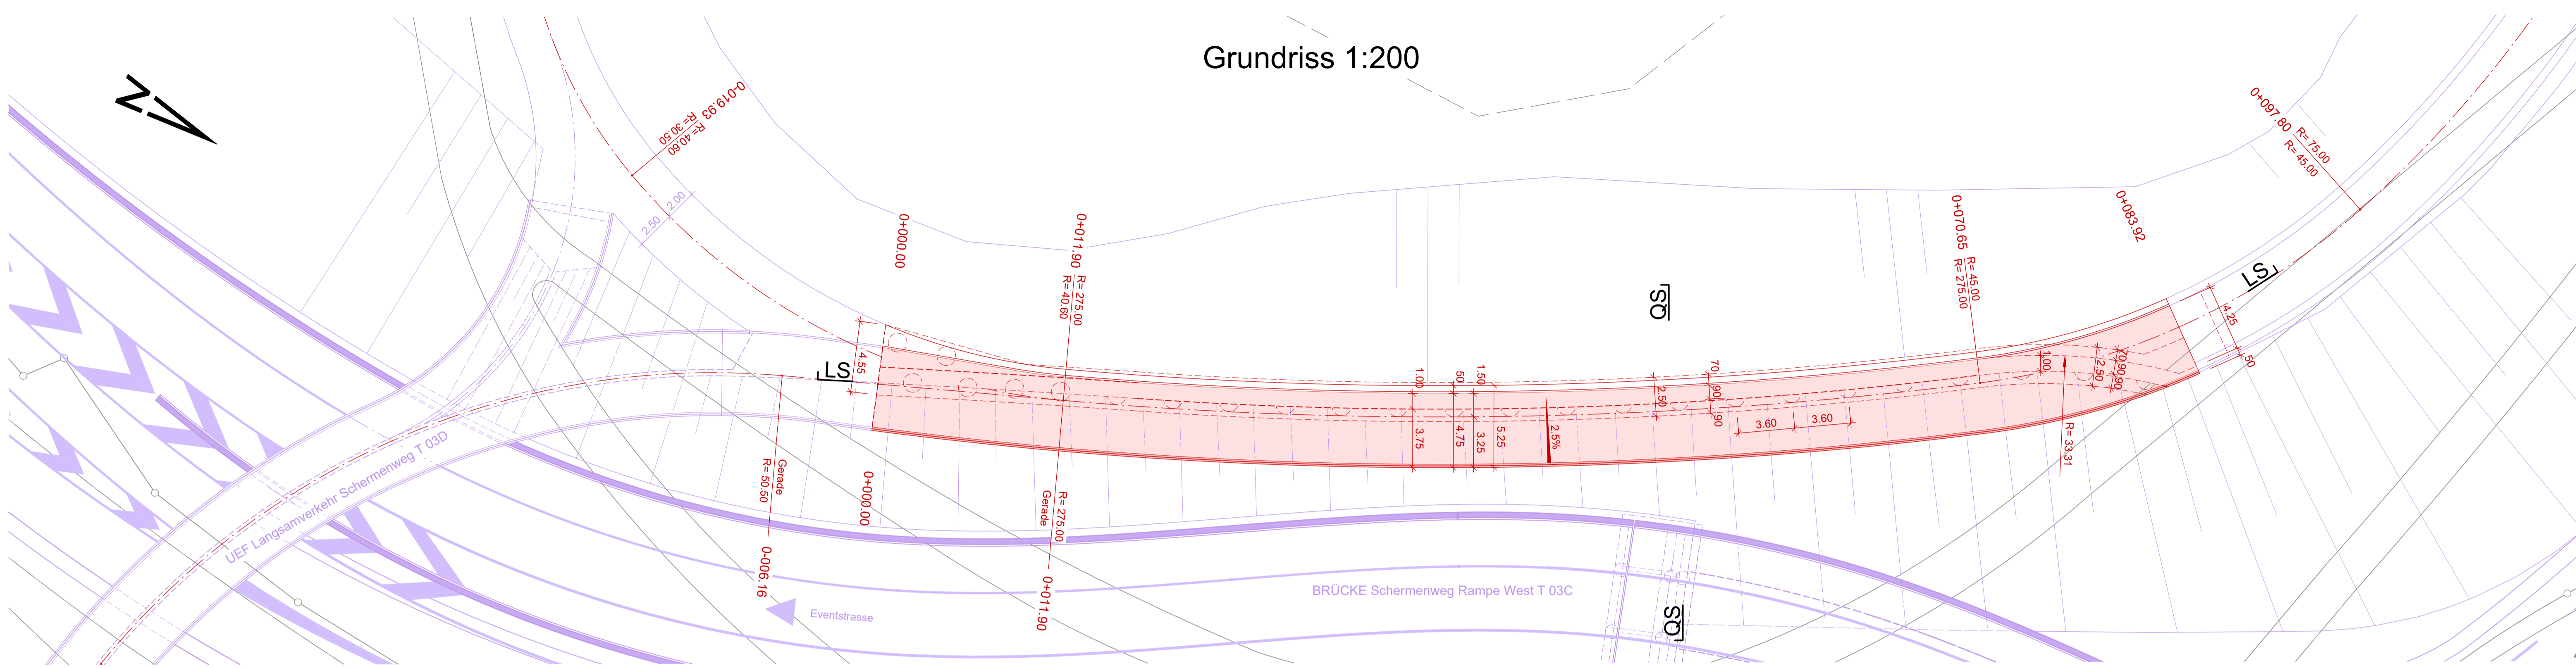 Grundriss 1:200
N
0-019.93
R= 30.50
R= 40.60
2.50
2.00
0+000.00
0+011.90
R= 275.00
R= 40.60
4.55
LS
QS
1.00
50
1.50
3.75
4.75
3.25
5.25
2.5%
2.50
70
90
90
3.60
3.60
0+070.65
R= 45.00
R= 275.00
0+083.92
0+097.80
R= 75.00
R= 45.00
LS
4.25
50
1.00
2.50
70
90
90
R= 33.31
Gerade
R= 50.50
0-006.16
0+000.00
R= 275.00
Gerade
0+011.90
UEF Langsamverkehr Schermenweg T 03D
Eventstrasse
BRÜCKE Schermenweg Rampe West T 03C
QS